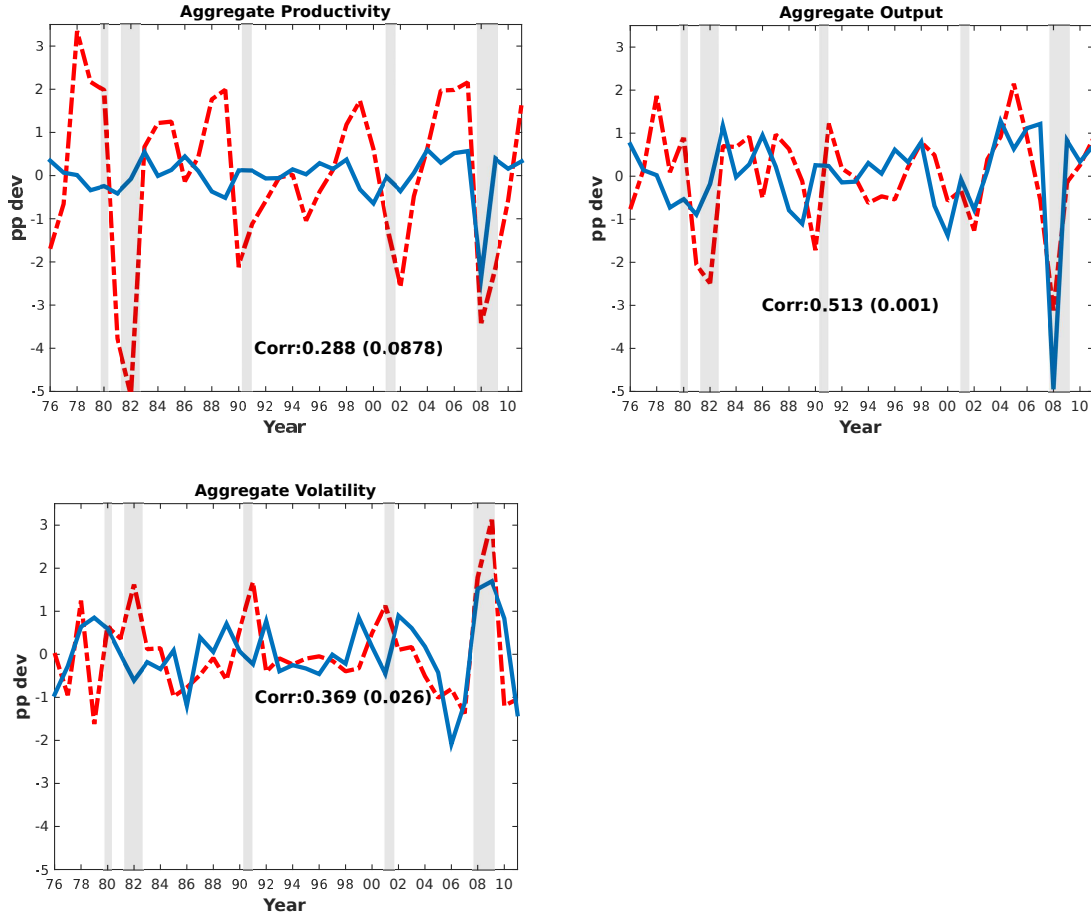 Aggregate Productivity
3
2
1
0
-1
-2
-3
-4
-5
pp dev
Corr:0.288 (0.0878)
76 78 80 82 84 86 88 90 92 94 96 98 00 02 04 06 08 10
Year
Aggregate Output
3
2
1
0
-1
-2
-3
-4
-5
pp dev
Corr:0.513 (0.001)
76 78 80 82 84 86 88 90 92 94 96 98 00 02 04 06 08 10
Year
Aggregate Volatility
3
2
1
0
-1
-2
-3
-4
-5
pp dev
Corr:0.369 (0.026)
76 78 80 82 84 86 88 90 92 94 96 98 00 02 04 06 08 10
Year